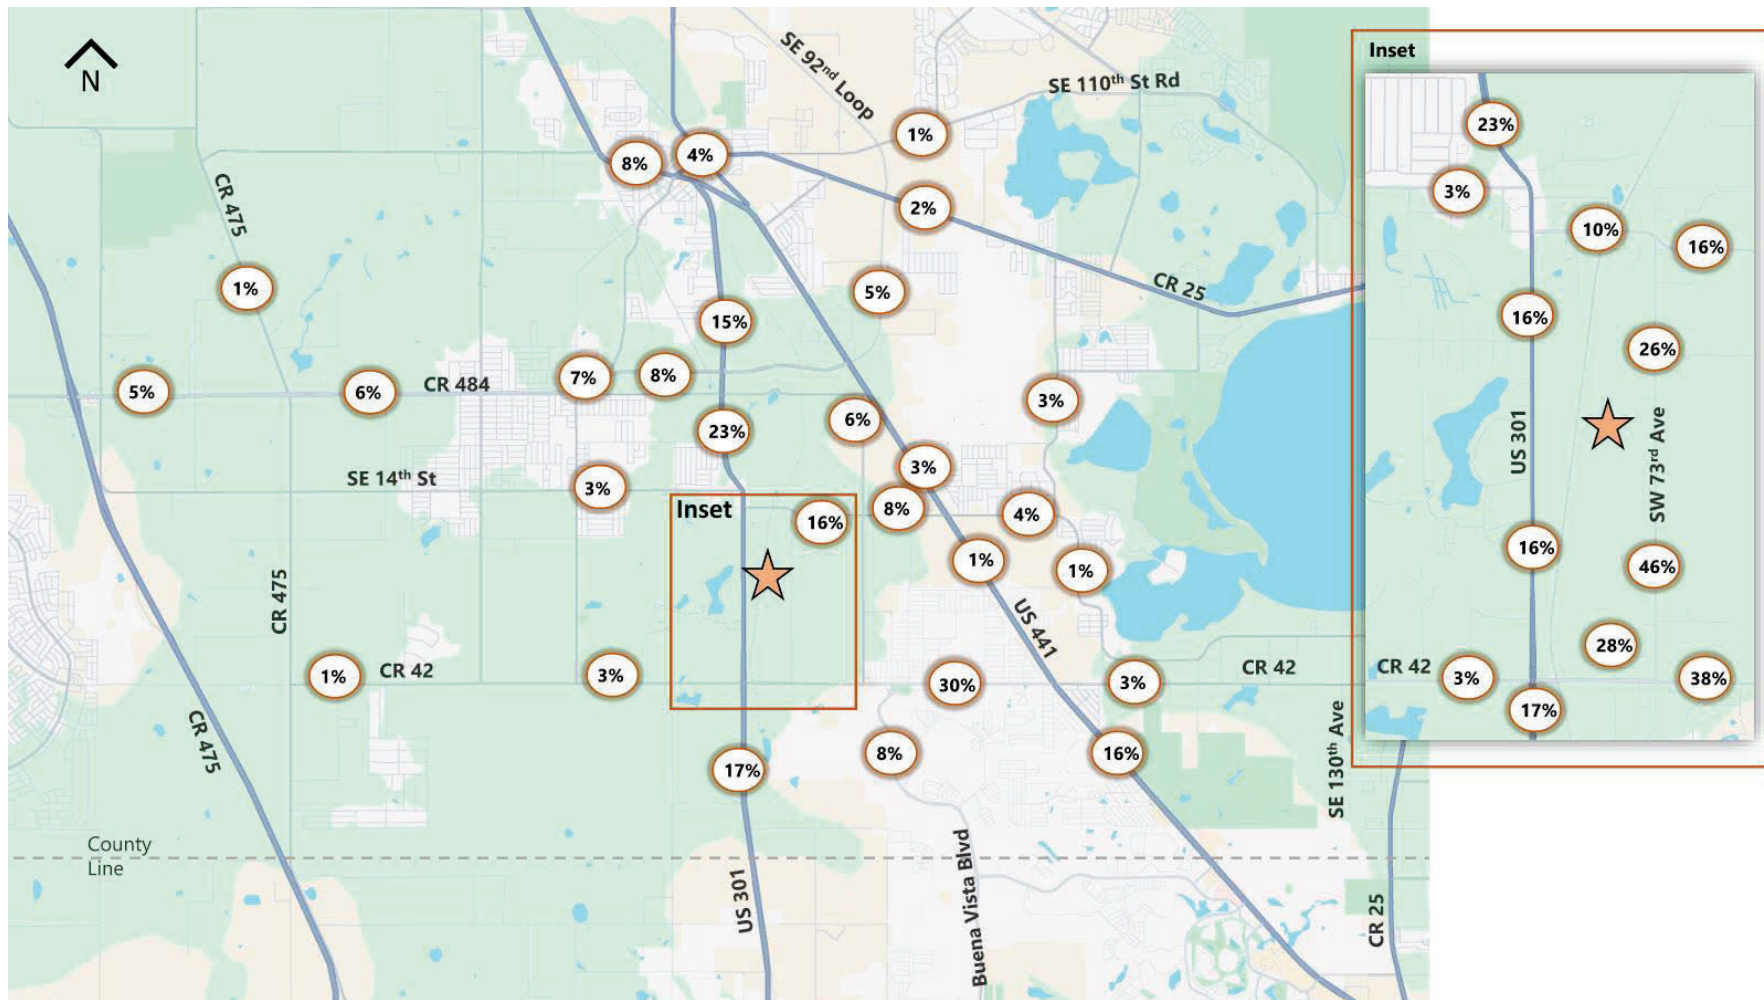 N
SE 92nd Loop
SE 110th St Rd
1%
8%
4%
2%
CR 475
CR 25
1%
5%
15%
5%
6%
CR 484
7%
8%
3%
6%
23%
3%
SE 14th St
3%
8%
4%
Inset
16%
1%
1%
CR 475
US 441
1%
CR 42
3%
30%
3%
CR 42
CR 475
17%
8%
16%
SE 130th Ave
County
Line
US 301
Buena Vista Blvd
CR 25
Inset
23%
3%
10%
16%
16%
26%
US 301
SW 73rd Ave
16%
46%
28%
CR 42
3%
38%
17%